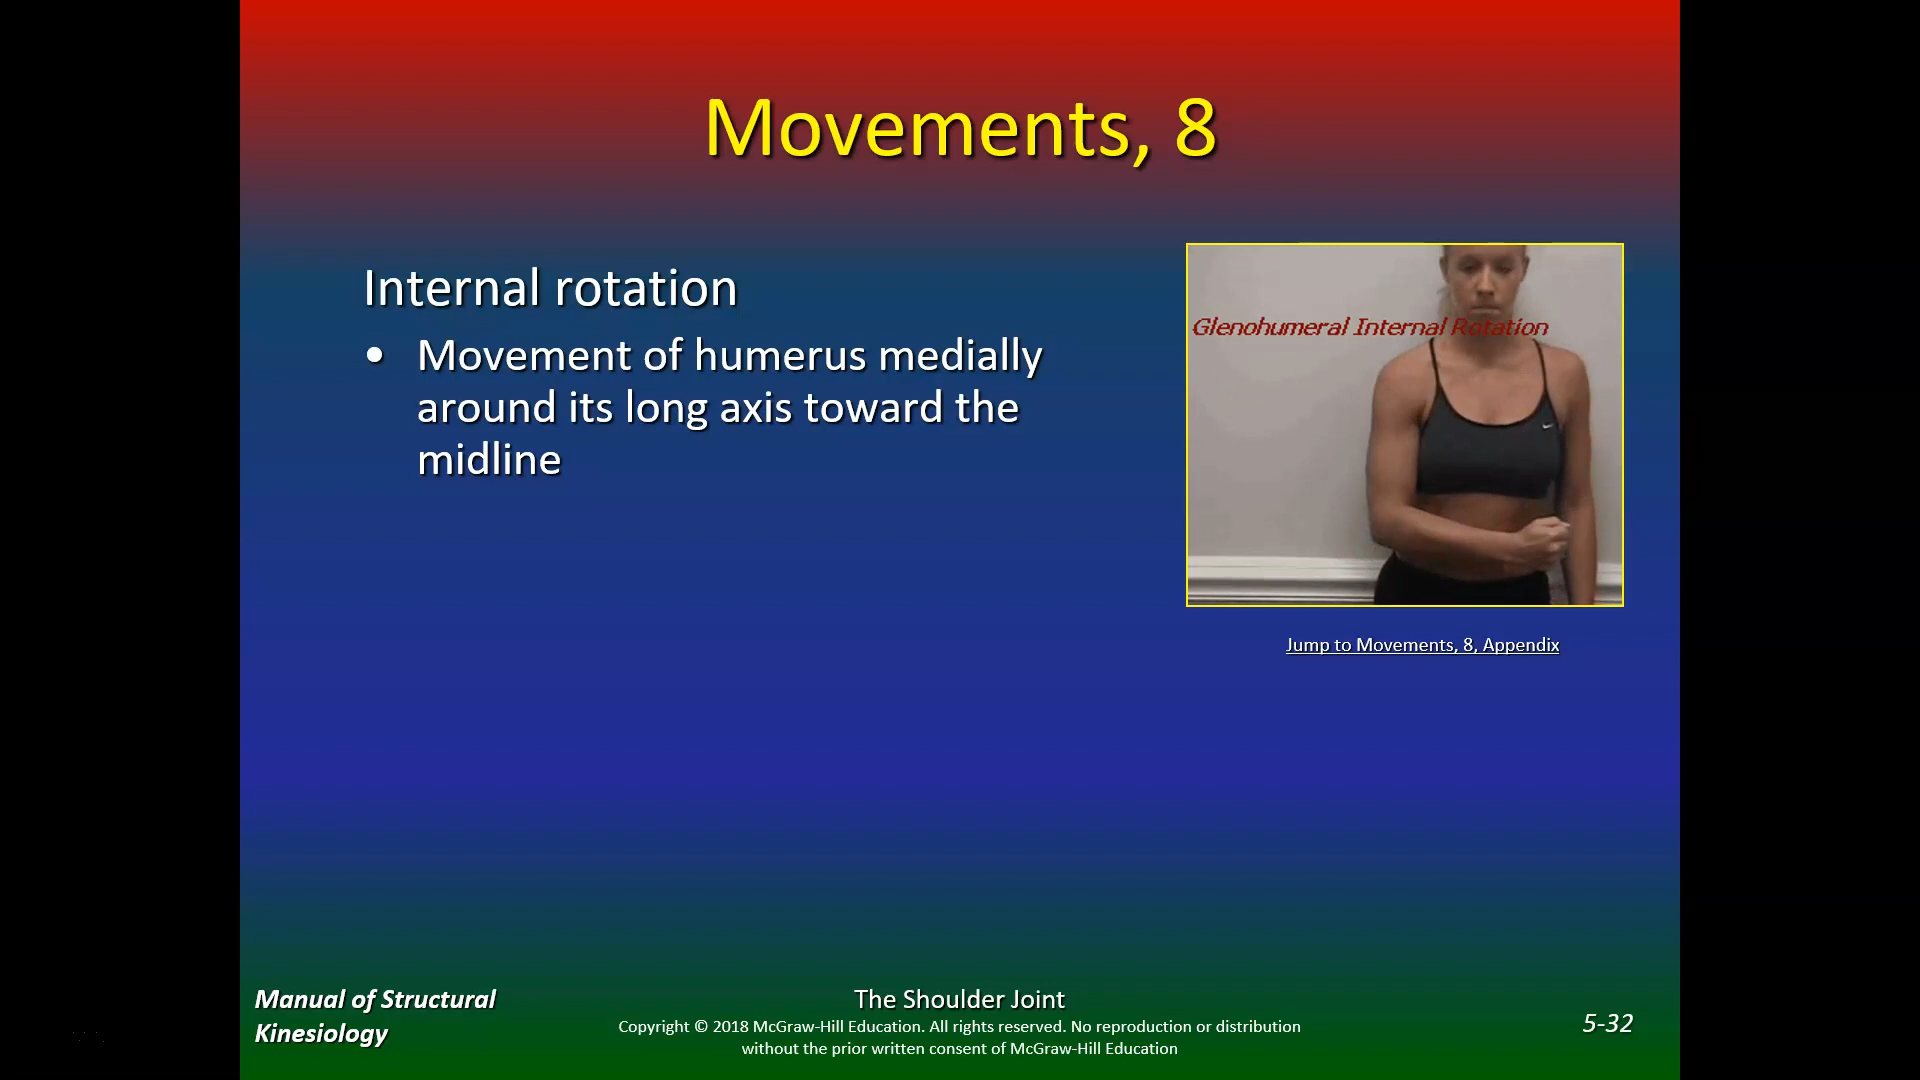 Movements, 8
Internal rotation
• Movement of humerus medially
around its long axis toward the
midline
Glenohumeral Internal Rotation
Jump to Movements, 8, Appendix
Manual of Structural
Kinesiology
The Shoulder Joint
Copyright © 2018 McGraw-Hill Education. All rights reserved. No reproduction or distribution
without the prior written consent of McGraw-Hill Education
5-32